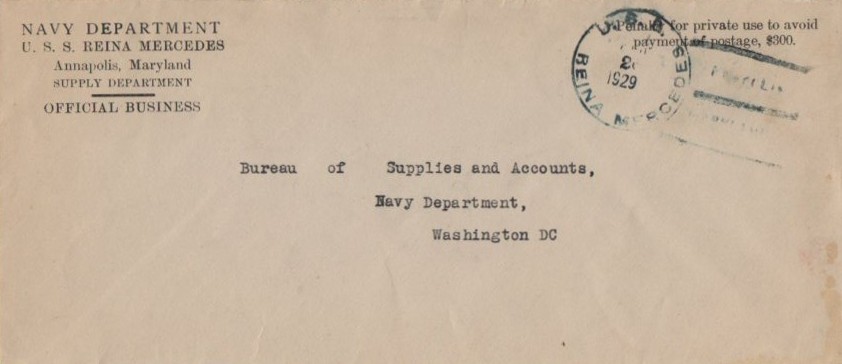 NAVY DEPARTMENT
U. S. S. REINA MERCEDES
Annapolis, Maryland
SUPPLY DEPARTMENT
OFFICIAL BUSINESS
Penalty for private use to avoid
payment of postage, $300.
U. S. S.
REINA MERCEDES
1929
Bureau of Supplies and Accounts,
Navy Department,
Washington DC